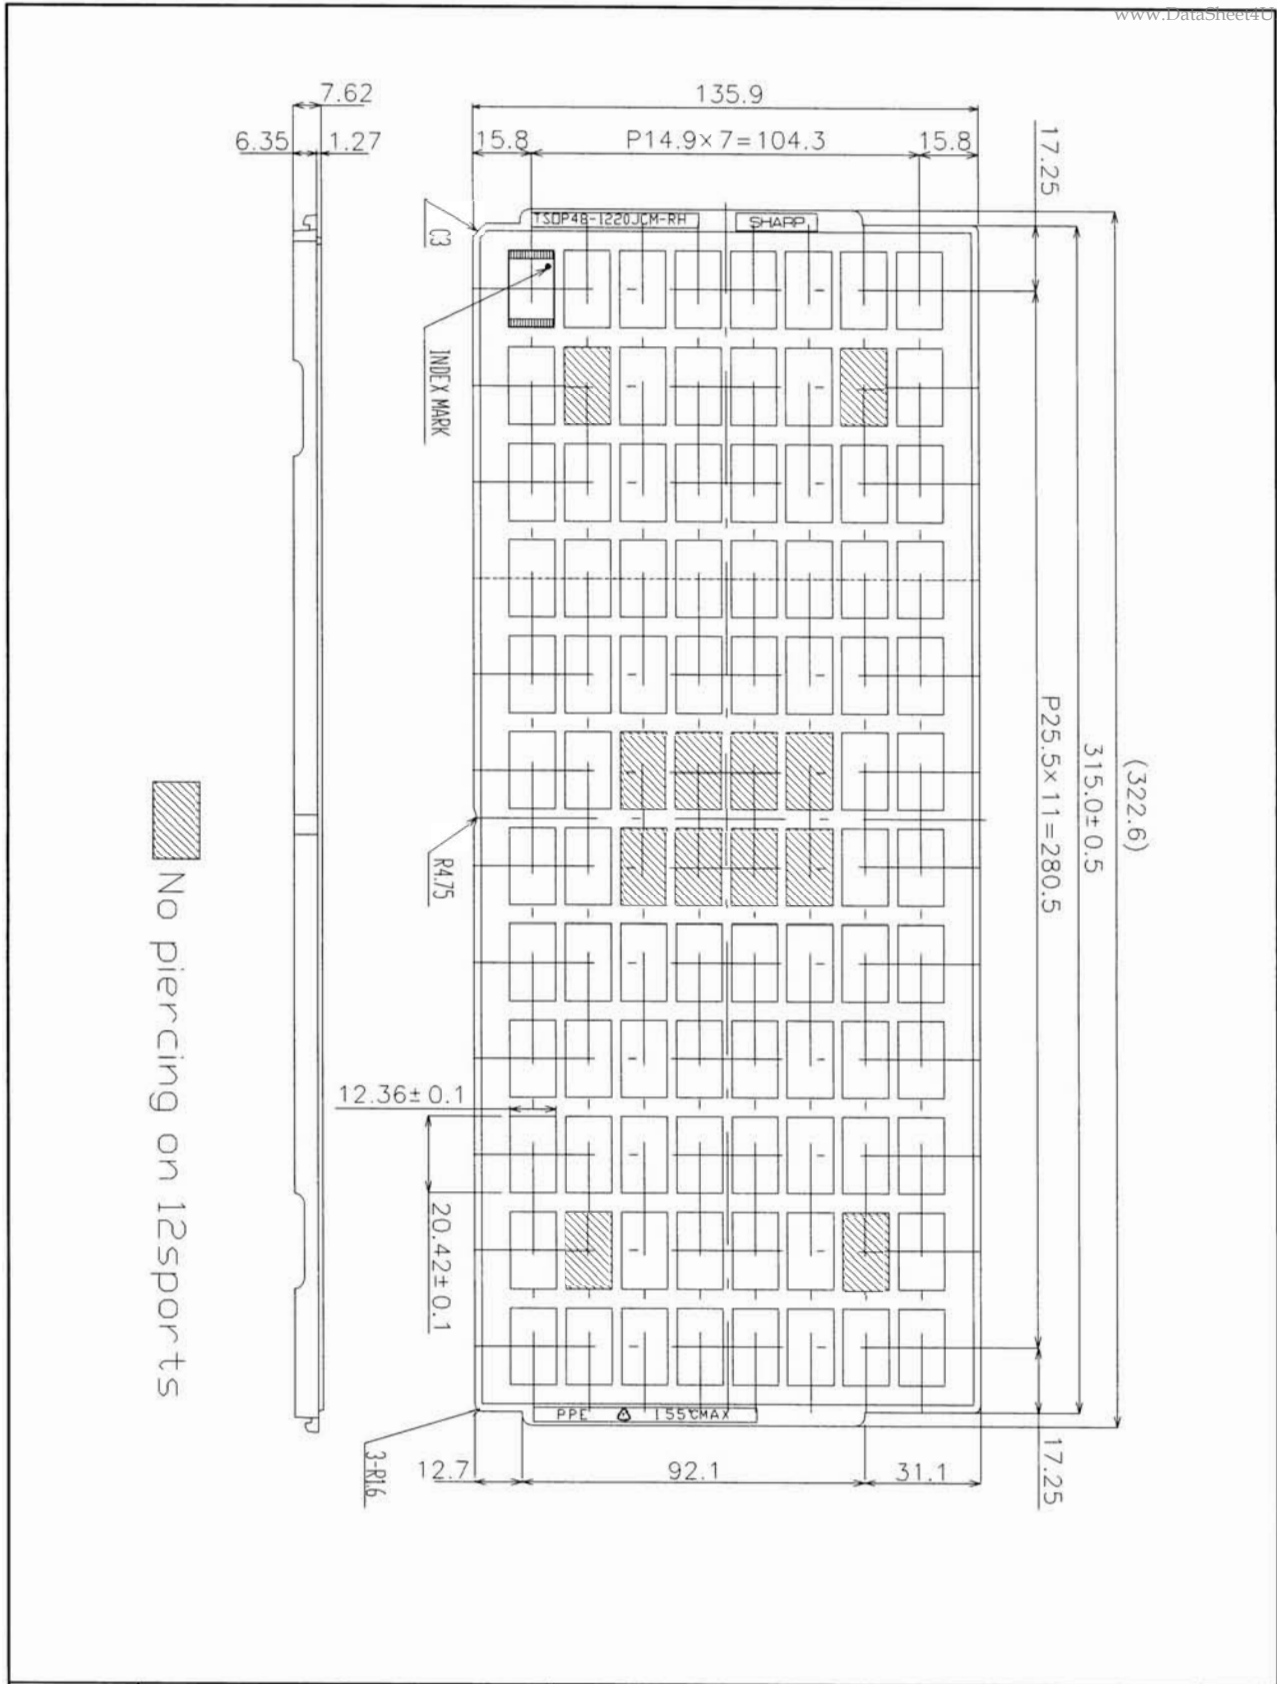 www.DataSheet4U
7.62
6.35
1.27
135.9
15.8
P14.9×7=104.3
15.8
17.25
TSOP48-1220JCM-RH
SHARP
C3
INDEX MARK
(322.6)
315.0±0.5
P25.5×11=280.5
R4.75
No piercing on 12sports
12.36±0.1
20.42±0.1
PPE
155℃MAX
3-R1.6
12.7
92.1
31.1
17.25